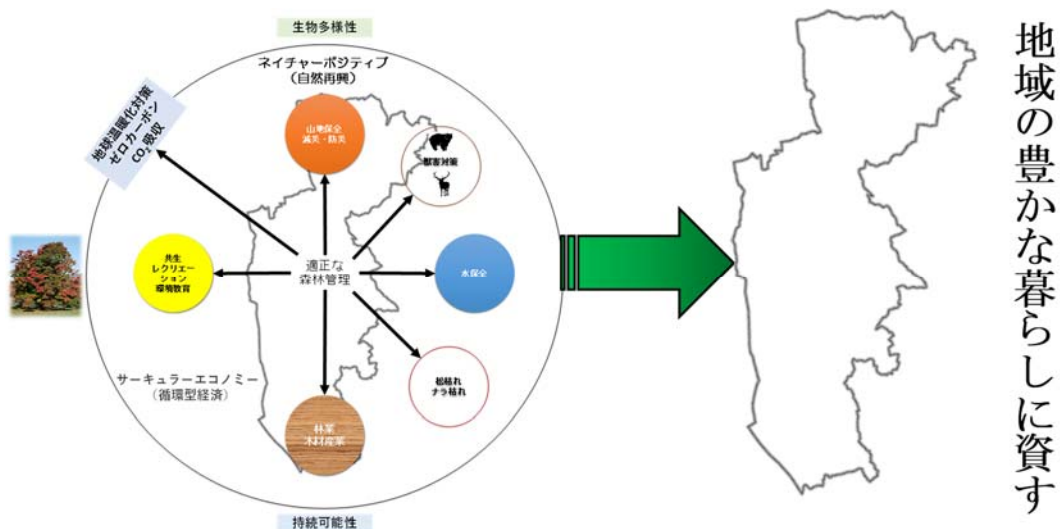 生物多様性
ネイチャーポジティブ
（自然再興）
地球温暖化対策
ゼロカーボン
CO₂吸収
山地保全
減災・防災
獣害対策
共生
レクリエー
ション
環境教育
適正な
森林管理
水保全
サーキュラーエコノミー
（循環型経済）
松枯れ
ナラ枯れ
林業
木材産業
持続可能性
地域の豊かな暮らしに資す